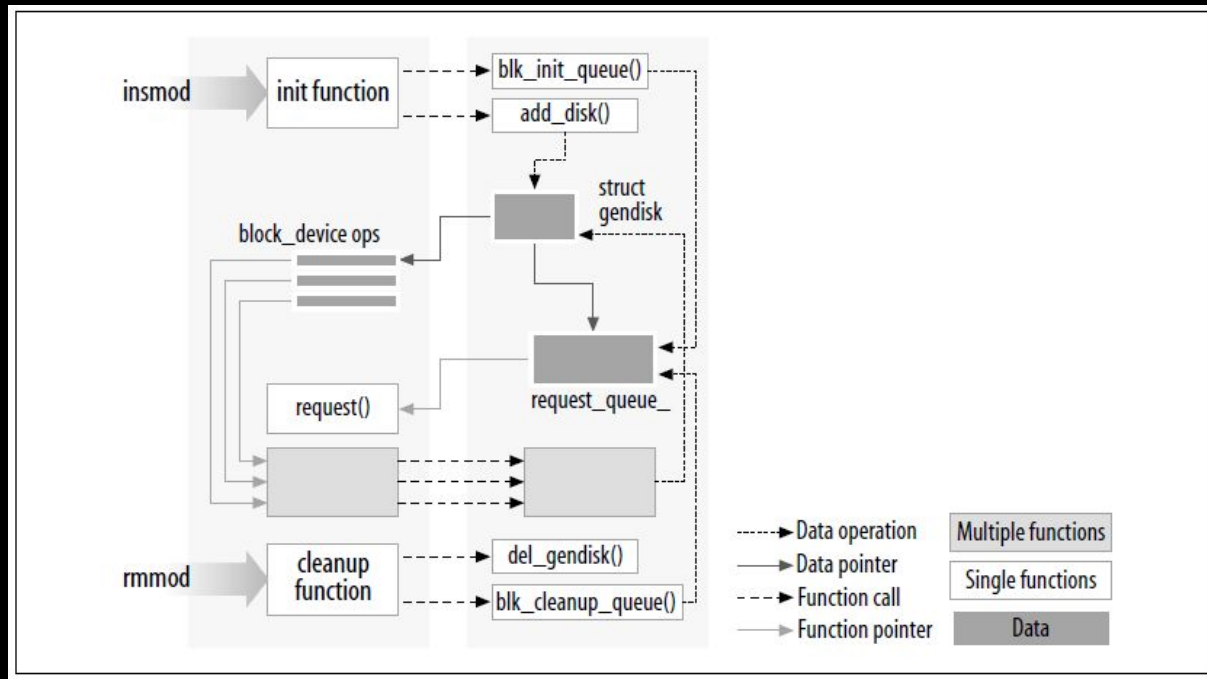 insmod
init function
blk_init_queue()
add_disk()
struct
gendisk
block_device ops
request_queue_
request()
del_gendisk()
rmmod
cleanup
function
blk_cleanup_queue()
Data operation
Data pointer
Function call
Function pointer
Multiple functions
Single functions
Data